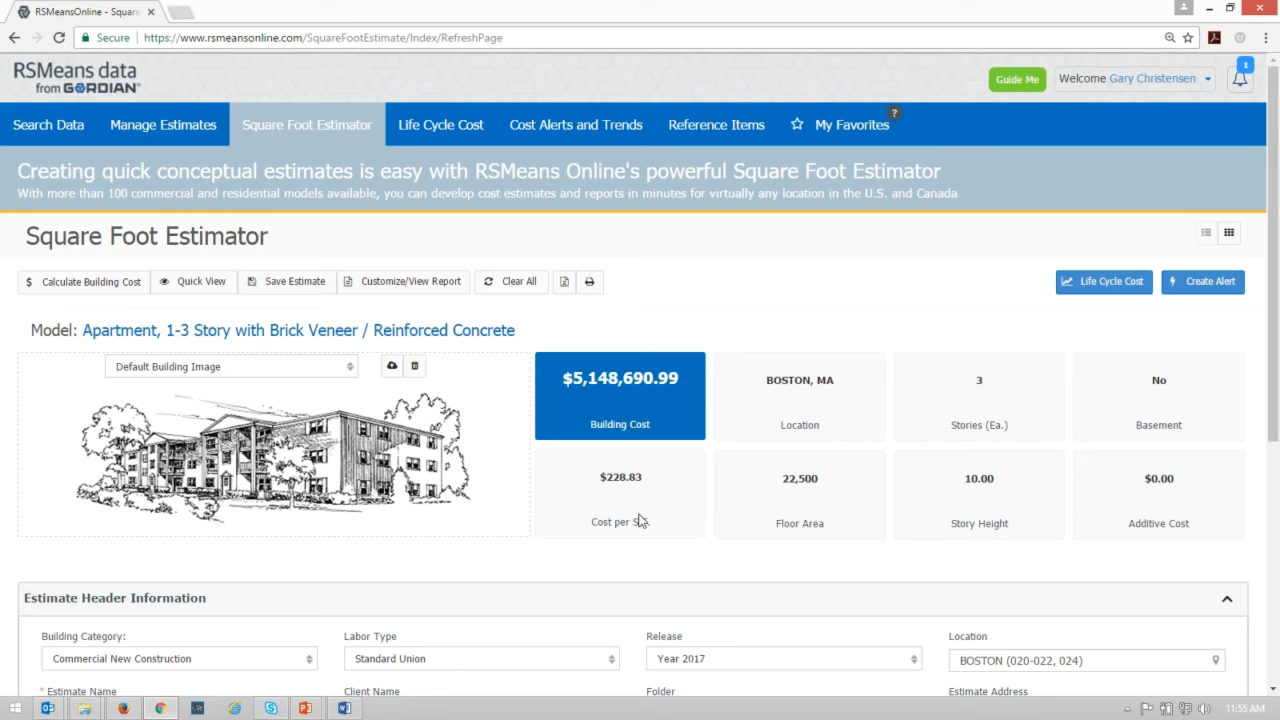 RSMeansOnline - Square
Secure
https://www.rsmeansonline.com/SquareFootEstimate/Index/RefreshPage
RSMeans data
from GORDIAN
Guide Me
Welcome Gary Christensen
1
Search Data
Manage Estimates
Square Foot Estimator
Life Cycle Cost
Cost Alerts and Trends
Reference Items
My Favorites
?
Creating quick conceptual estimates is easy with RSMeans Online's powerful Square Foot Estimator
With more than 100 commercial and residential models available, you can develop cost estimates and reports in minutes for virtually any location in the U.S. and Canada
Square Foot Estimator
$ Calculate Building Cost
Quick View
Save Estimate
Customize/View Report
Clear All
Life Cycle Cost
Create Alert
Model: Apartment, 1-3 Story with Brick Veneer / Reinforced Concrete
Default Building Image
$5,148,690.99
Building Cost
BOSTON, MA
Location
3
Stories (Ea.)
No
Basement
$228.83
Cost per
22,500
Floor Area
10.00
Story Height
$0.00
Additive Cost
Estimate Header Information
Building Category:
Labor Type
Release
Location
Commercial New Construction
Standard Union
Year 2017
BOSTON (020-022, 024)
* Estimate Name
Client Name
Folder
Estimate Address
11:55 AM